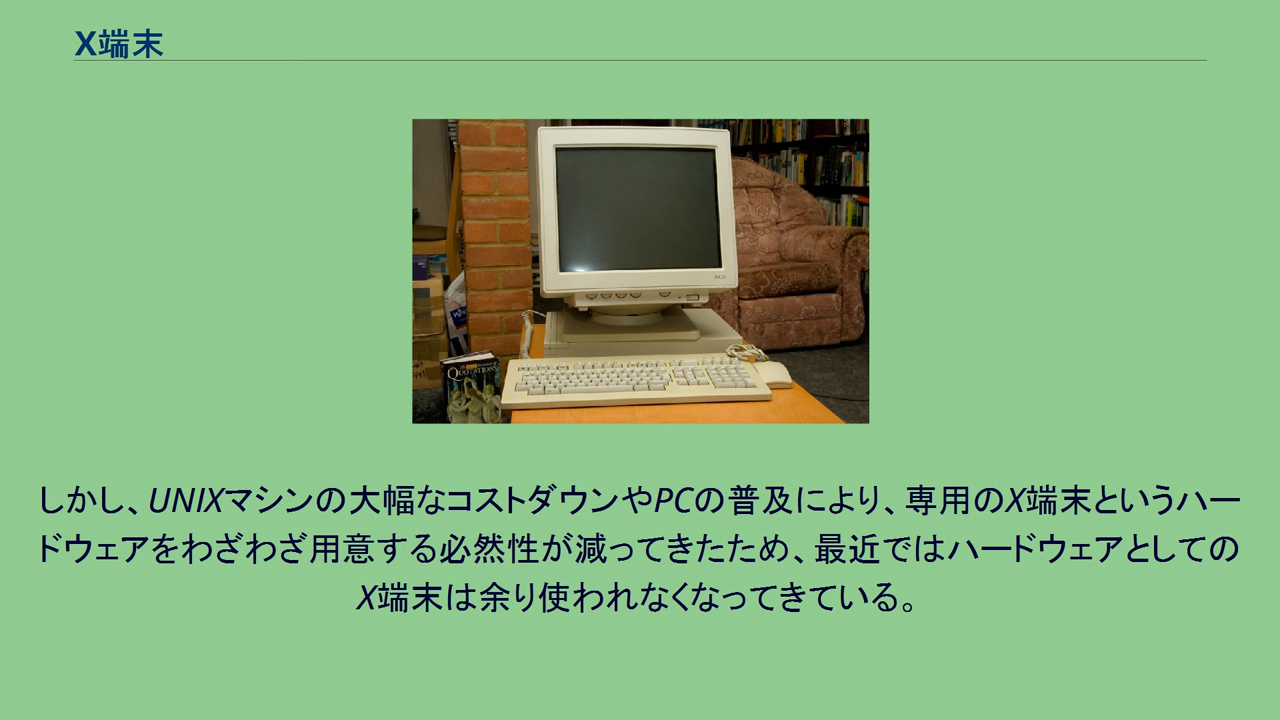 X端末
QUOTATIONS
しかし、UNIXマシンの大幅なコストダウンやPCの普及により、専用のX端末というハー
ドウェアをわざわざ用意する必然性が減ってきたため、最近ではハードウェアとしての
X端末は余り使われなくなってきている。